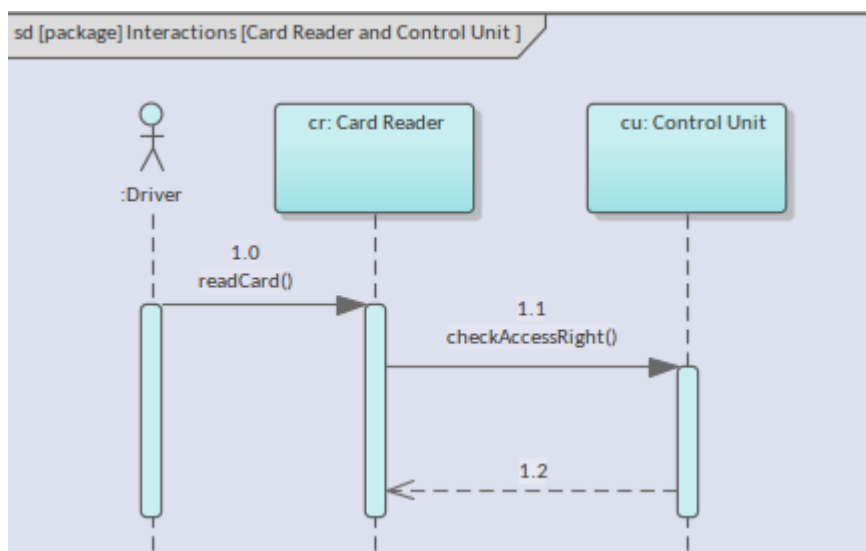 sd [package] Interactions [Card Reader and Control Unit ]
cr: Card Reader
cu: Control Unit
:Driver
1.0
readCard()
1.1
checkAccessRight()
1.2